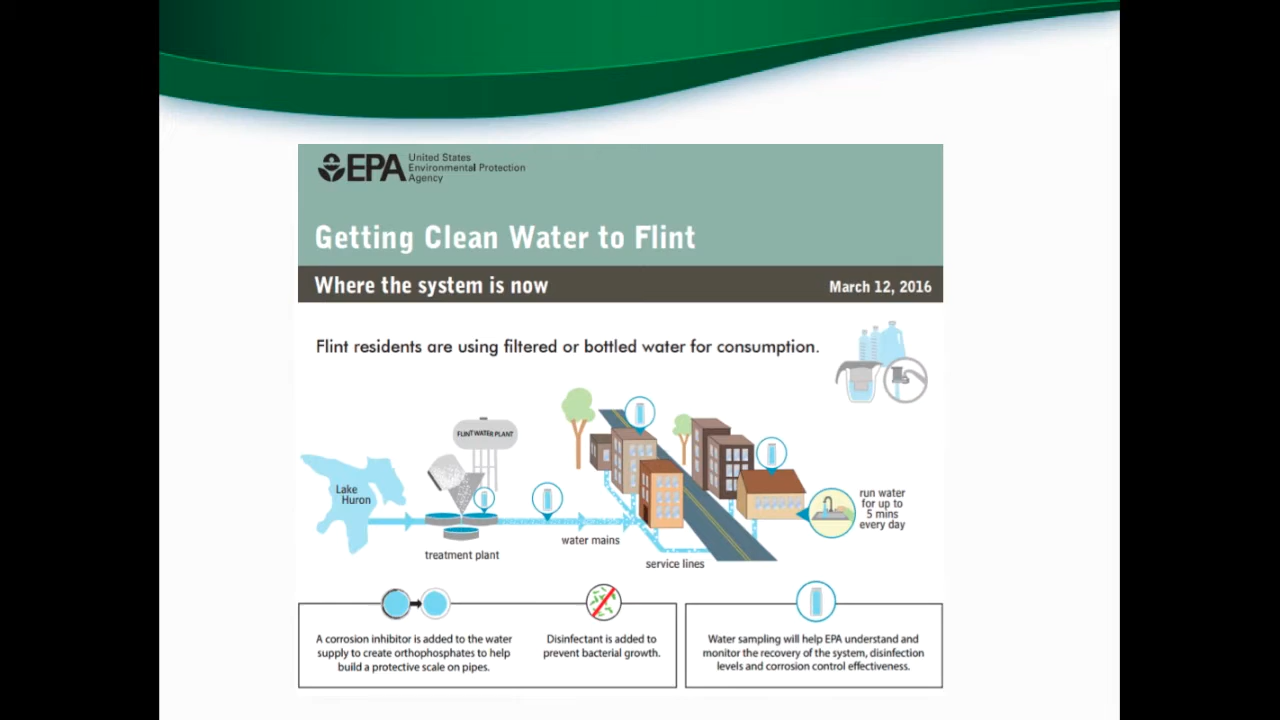 EPA United States
Environmental Protection
Agency
Getting Clean Water to Flint
Where the system is now March 12, 2016
Flint residents are using filtered or bottled water for consumption.
FLINT WATER PLANT
Lake
Huron
run water
for up to
5 mins
every day
water mains
treatment plant
service lines
A corrosion inhibitor is added to the water
supply to create orthophosphates to help
build a protective scale on pipes.
Disinfectant is added to
prevent bacterial growth.
Water sampling will help EPA understand and
monitor the recovery of the system, disinfection
levels and corrosion control effectiveness.